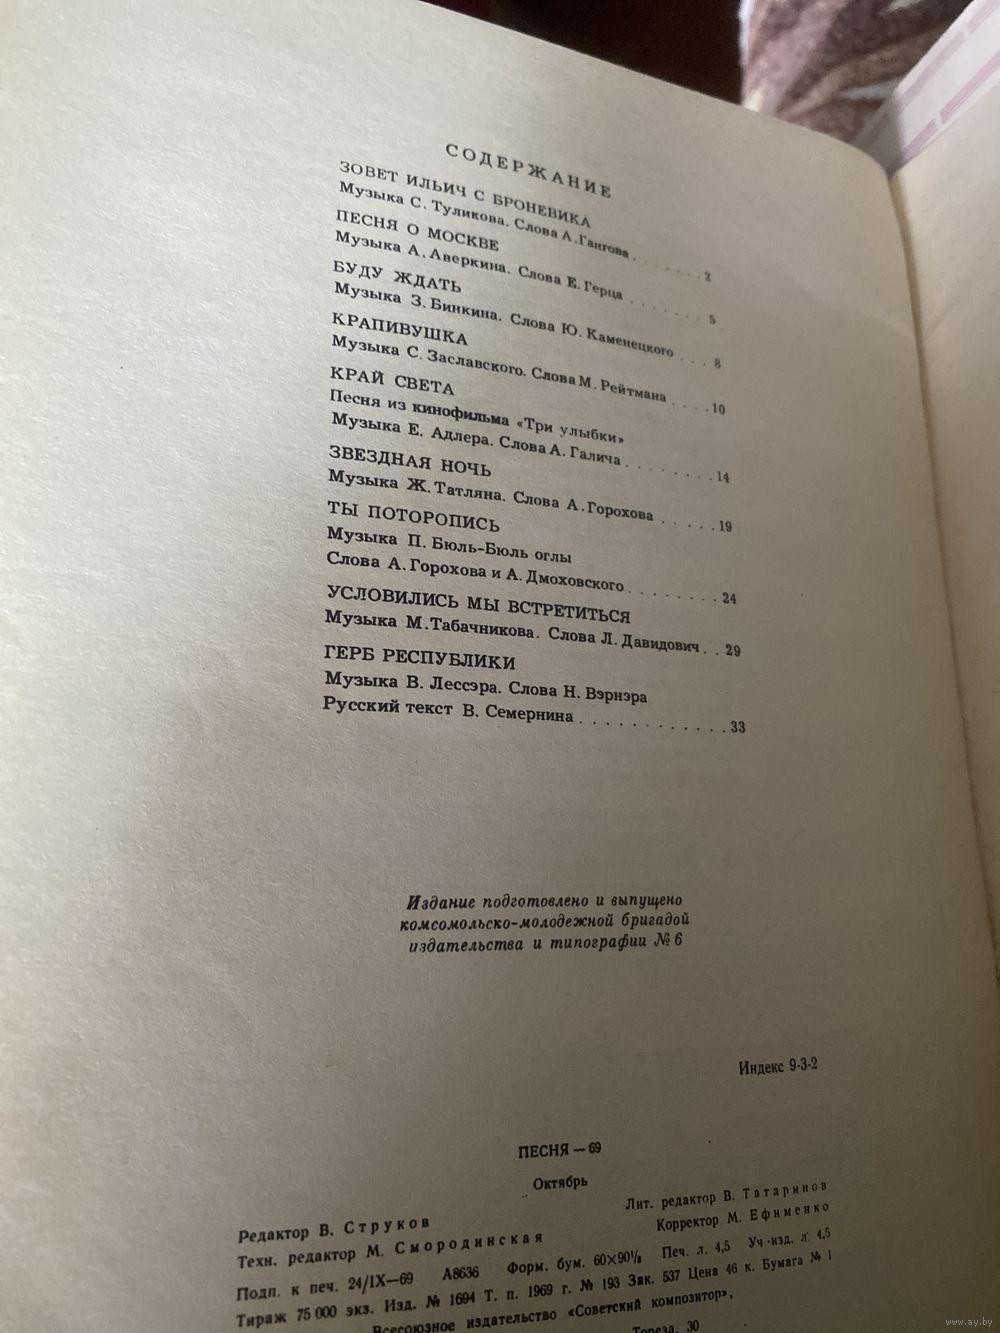 СОДЕРЖАНИЕ
ЗОВЕТ ИЛЬИЧ С БРОНЕВИКА
Музыка С. Туликова. Слова А. Гангова . . . . . . . 2
ПЕСНЯ О МОСКВЕ
Музыка А. Аверкина. Слова Е. Герца . . . . . . . 5
БУДУ ЖДАТЬ
Музыка З. Бинкина. Слова Ю. Каменецкого . . . 8
КРАПИВУШКА
Музыка С. Заславского. Слова М. Рейтмана . . . . 10
КРАЙ СВЕТА
Песня из кинофильма «Три улыбки»
Музыка Е. Адлера. Слова А. Галича . . . . . . . 14
ЗВЕЗДНАЯ НОЧЬ
Музыка Ж. Татляна. Слова А. Горохова . . . . . 19
ТЫ ПОТОРОПИСЬ
Музыка П. Бюль-Бюль оглы
Слова А. Горохова и А. Дмоховского . . . . . . . . 24
УСЛОВИЛИСЬ МЫ ВСТРЕТИТЬСЯ
Музыка М. Табачникова. Слова Л. Давидович . . 29
ГЕРБ РЕСПУБЛИКИ
Музыка В. Лессэра. Слова Н. Вэрнэра
Русский текст В. Семернина . . . . . . . . . . . . 33
Издание подготовлено и выпущено
комсомольско-молодежной бригадой
издательства и типографии № 6
Индекс 9-3-2
ПЕСНЯ — 69
Октябрь
Редактор В. Струков
Лит. редактор В. Татаринов
Техн. редактор М. Смородинская
Корректор М. Ефименко
Подп. к печ. 24/IX—69 А8636 Форм. бум. 60×90⅛ Печ. л. 4,5 Уч.-изд. л. 4,5
Тираж 75 000 экз. Изд. № 1694 Т. п. 1969 г. № 193 Зак. 537 Цена 46 к. Бумага № 1
Всесоюзное издательство «Советский композитор»,
Тореза, 30
www.ay.by